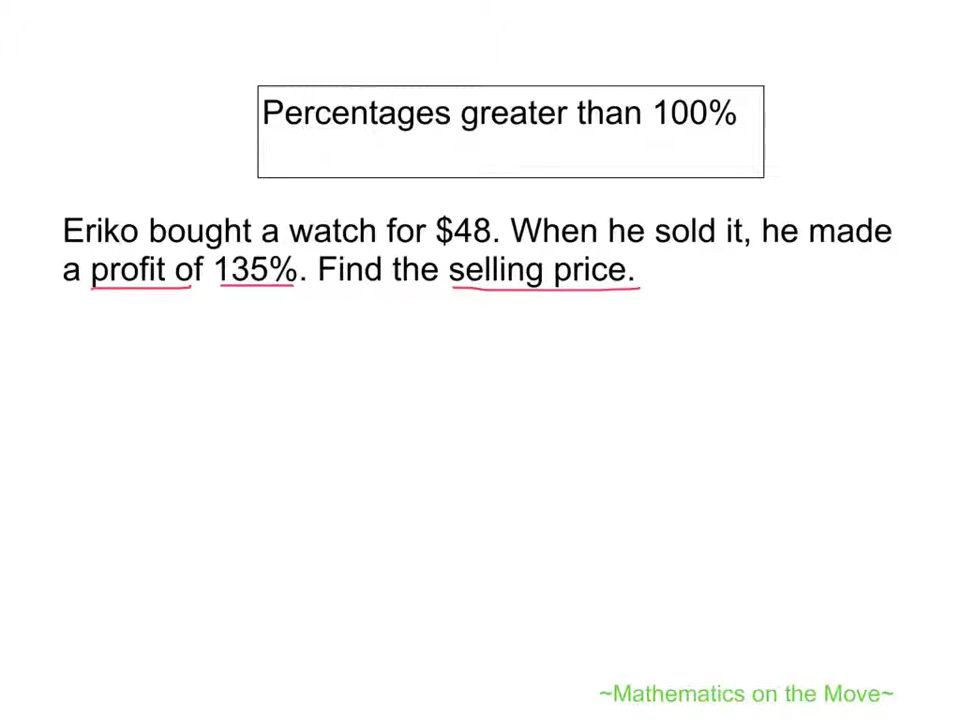 Percentages greater than 100%
Eriko bought a watch for $48. When he sold it, he made
a profit of 135%. Find the selling price.
~Mathematics on the Move~